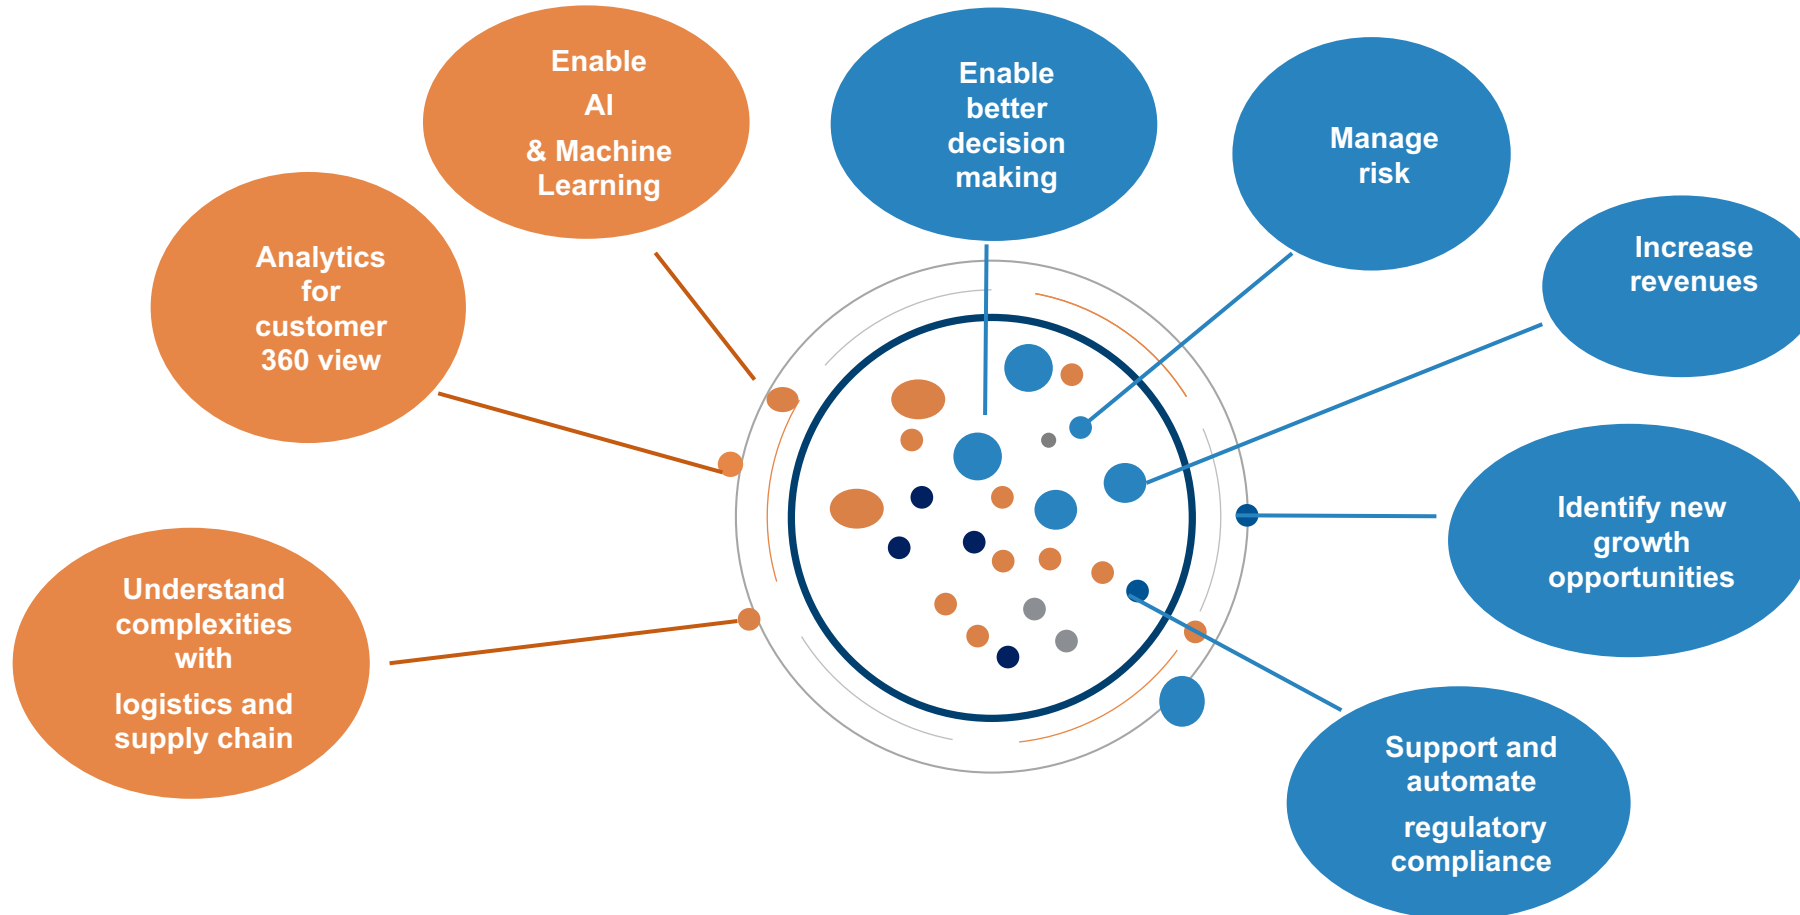 Enable
AI
& Machine
Learning
Enable
better
decision
making
Manage
risk
Increase
revenues
Analytics
for
customer
360 view
Identify new
growth
opportunities
Understand
complexities
with
logistics and
supply chain
Support and
automate
regulatory
compliance